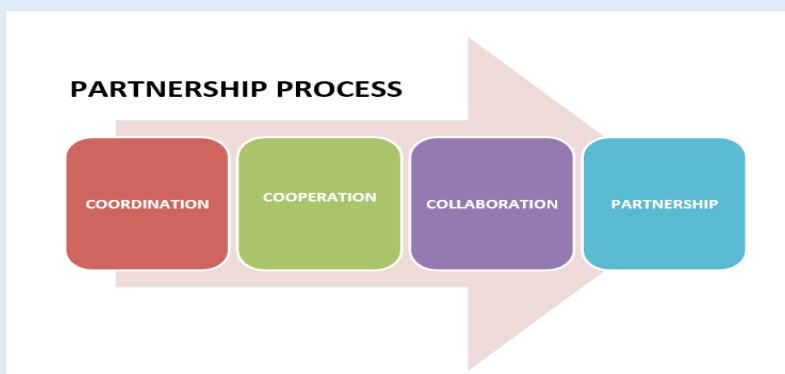 PARTNERSHIP PROCESS
COORDINATION
COOPERATION
COLLABORATION
PARTNERSHIP